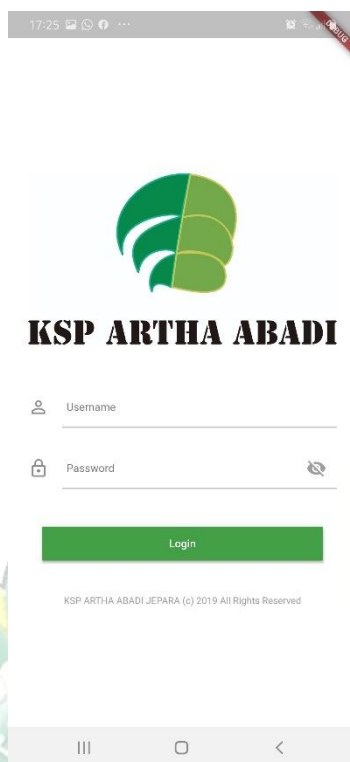 17:25
KSP ARTHA ABADI
Username
Password
Login
KSP ARTHA ABADI JEPARA (c) 2019 All Rights Reserved